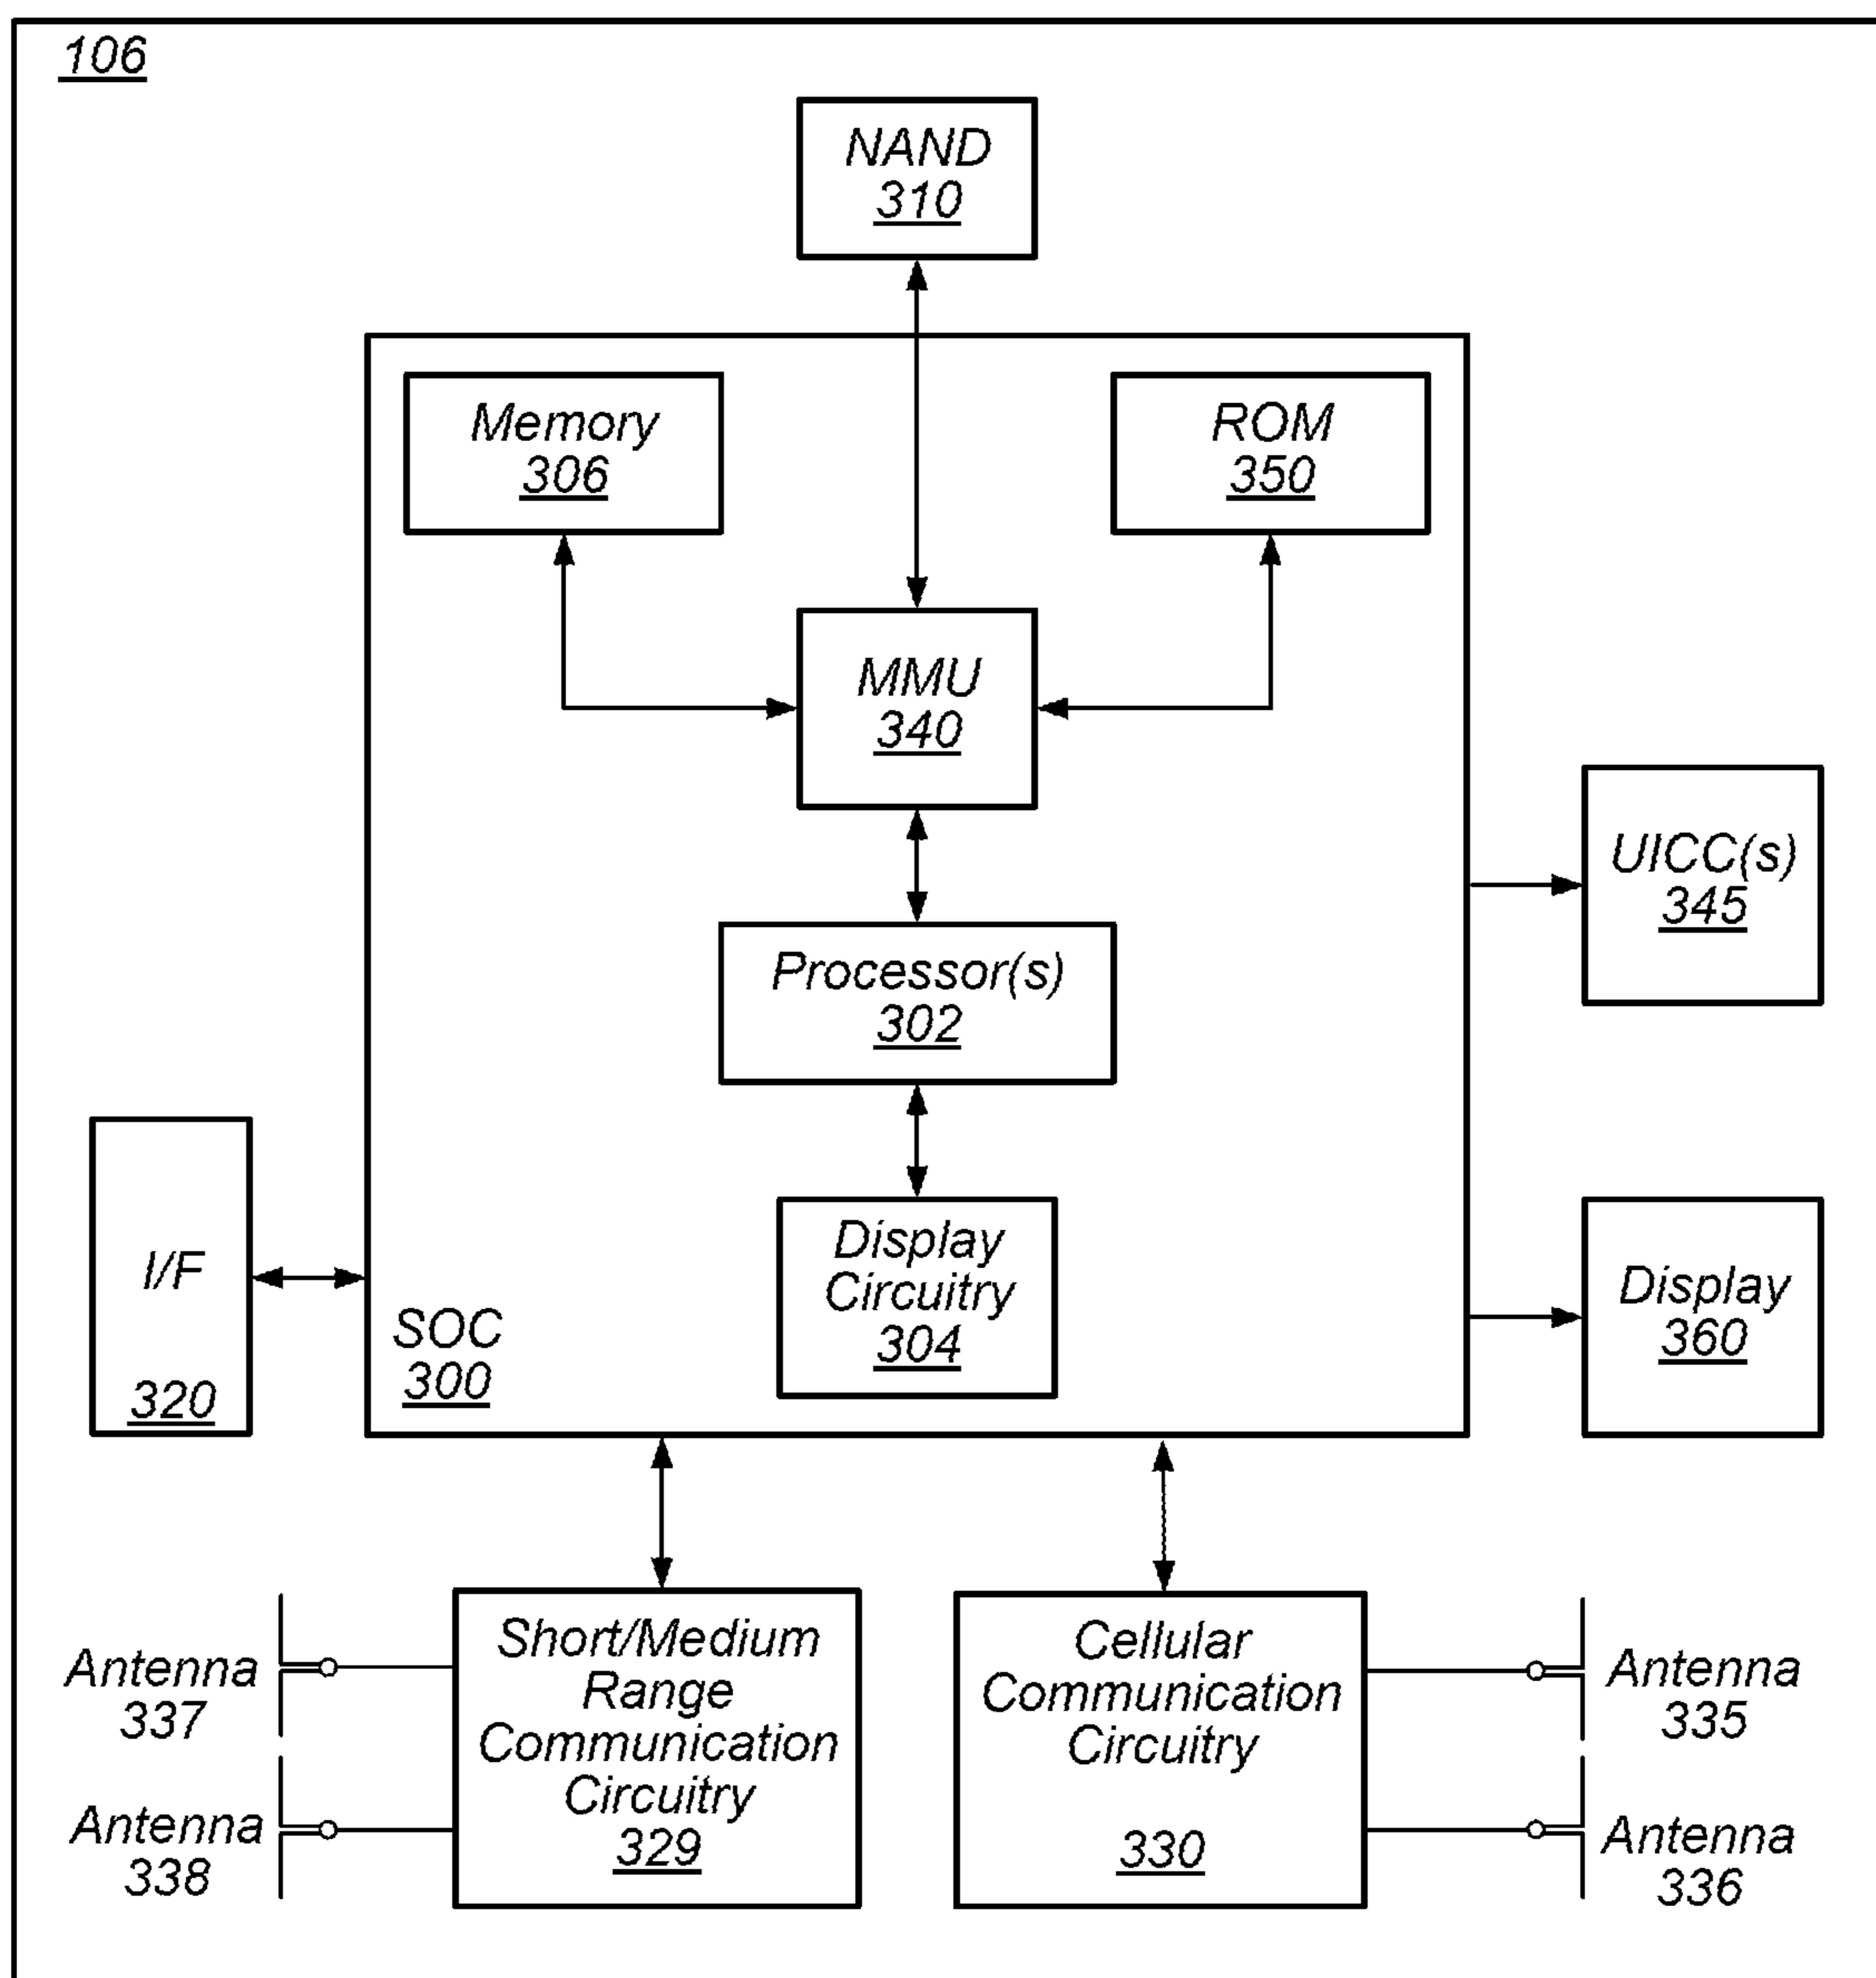 106
NAND
310
Memory
306
ROM
350
MMU
340
UICC(s)
345
Processor(s)
302
I/F
320
Display
Circuitry
304
SOC
300
Display
360
Short/Medium
Range
Communication
Circuitry
329
Cellular
Communication
Circuitry
330
Antenna
337
Antenna
338
Antenna
335
Antenna
336